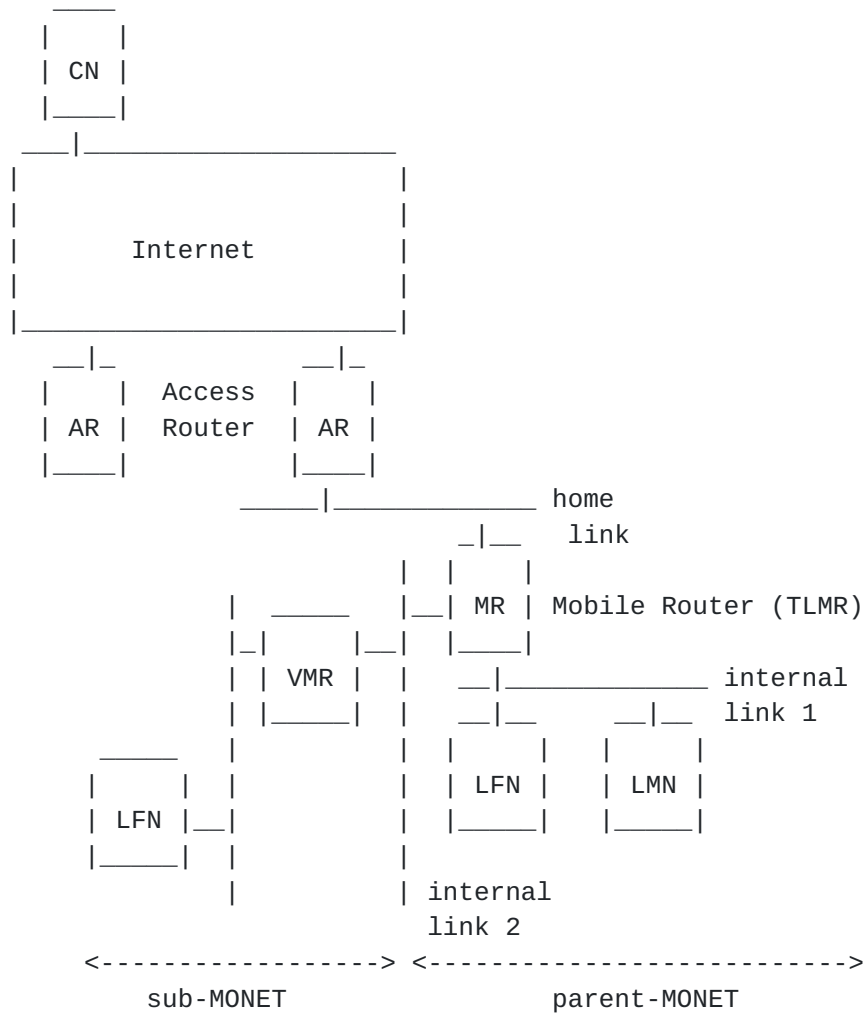 CN
Internet
Access
AR Router AR
home
link
MR Mobile Router (TLMR)
VMR internal
link 1
LFN LMN
LFN
internal
link 2
<------------------> <--------------------------->
sub-MONET parent-MONET